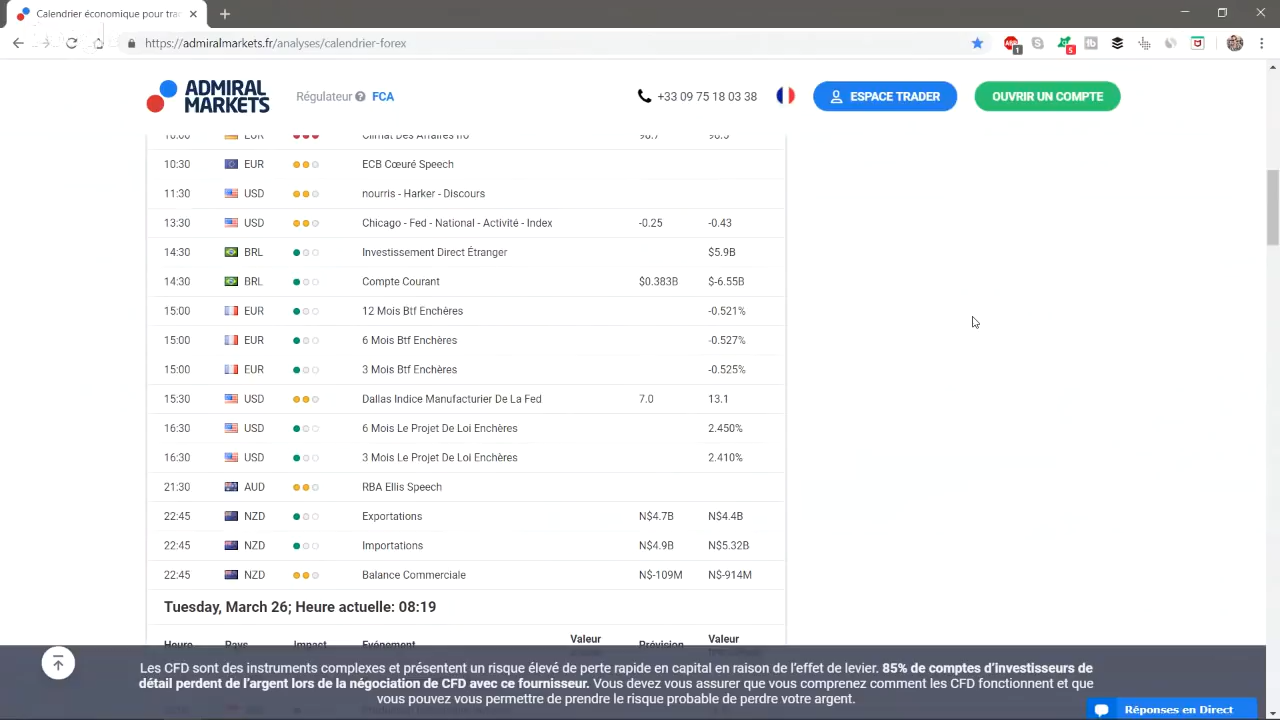 Calendrier économique pour tra
https://admiralmarkets.fr/analyses/calendrier-forex
ADMIRAL MARKETS
Régulateur FCA
+33 09 75 18 03 38
ESPACE TRADER
OUVRIR UN COMPTE
EUR Climat Des Affaires Ifo
10:30 EUR ECB Cœuré Speech
11:30 USD nourris - Harker - Discours
13:30 USD Chicago - Fed - National - Activité - Index -0.25 -0.43
14:30 BRL Investissement Direct Étranger $5.9B
14:30 BRL Compte Courant $0.383B $-6.55B
15:00 EUR 12 Mois Btf Enchères -0.521%
15:00 EUR 6 Mois Btf Enchères -0.527%
15:00 EUR 3 Mois Btf Enchères -0.525%
15:30 USD Dallas Indice Manufacturier De La Fed 7.0 13.1
16:30 USD 6 Mois Le Projet De Loi Enchères 2.450%
16:30 USD 3 Mois Le Projet De Loi Enchères 2.410%
21:30 AUD RBA Ellis Speech
22:45 NZD Exportations N$4.7B N$4.4B
22:45 NZD Importations N$4.9B N$5.32B
22:45 NZD Balance Commerciale N$-109M N$-914M
Tuesday, March 26; Heure actuelle: 08:19
Heure Pays Impact Evénement Valeur Prévision Valeur
Les CFD sont des instruments complexes et présentent un risque élevé de perte rapide en capital en raison de l'effet de levier. 85% de comptes d'investisseurs de
détail perdent de l'argent lors de la négociation de CFD avec ce fournisseur. Vous devez vous assurer que vous comprenez comment les CFD fonctionnent et que
vous pouvez vous permettre de prendre le risque probable de perdre votre argent.
Réponses en Direct